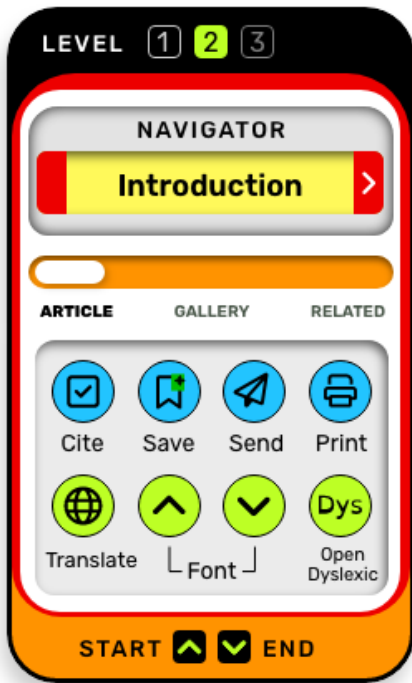 LEVEL 1 2 3
NAVIGATOR
Introduction
ARTICLE GALLERY RELATED
Cite Save Send Print
Dys
Translate Font Open
Dyslexic
START END